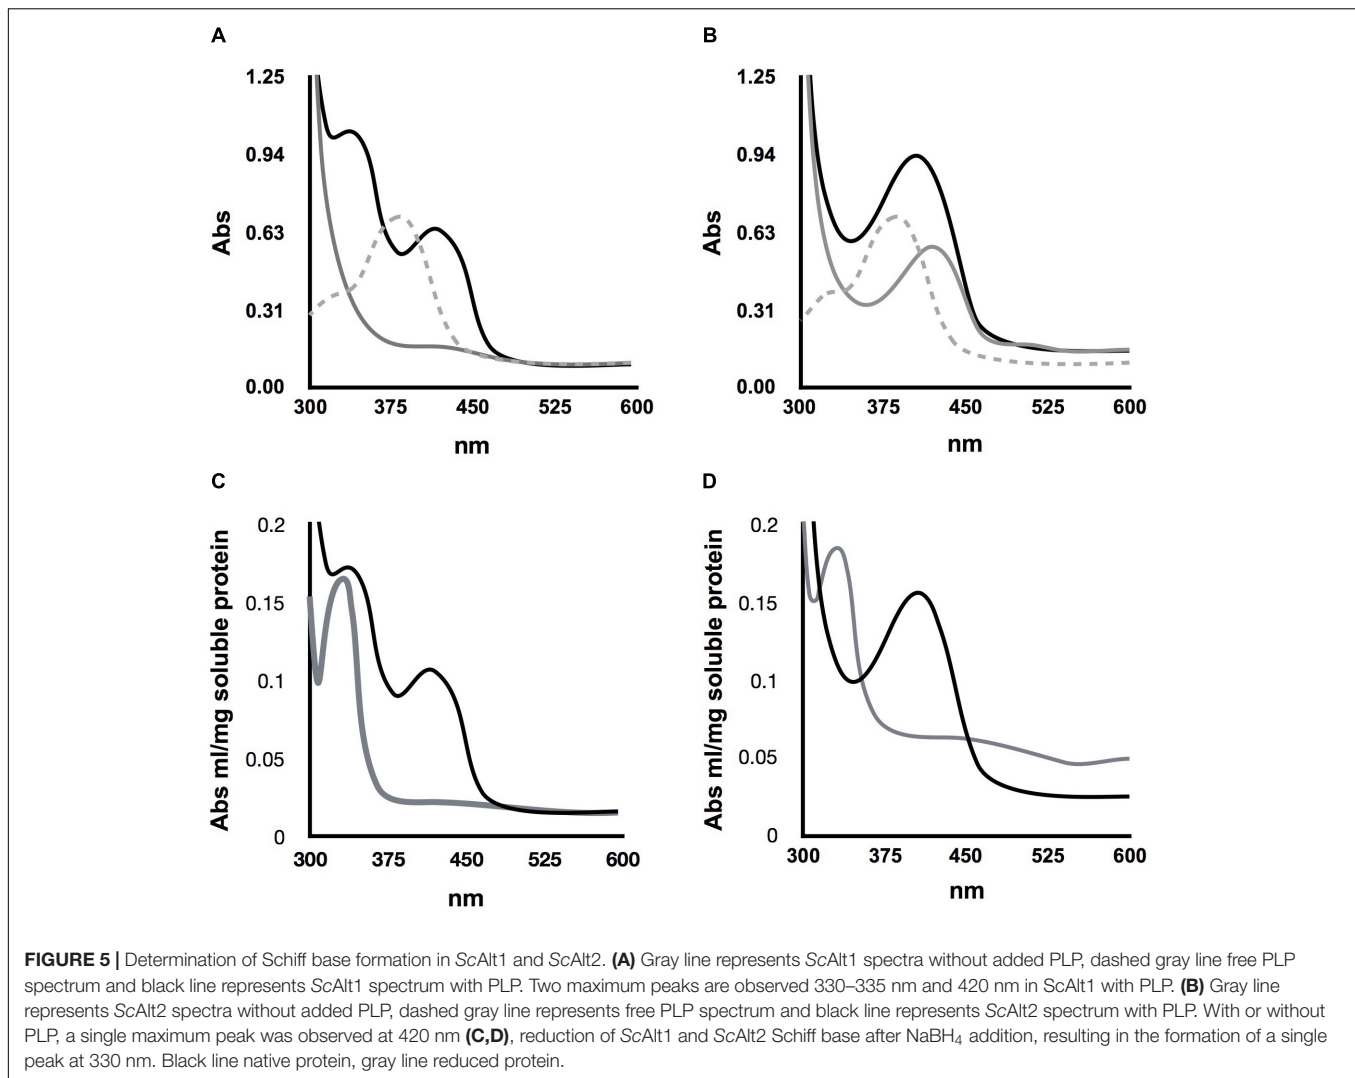 A
B
1.25
0.94
0.63
0.31
0.00
Abs
300 375 450 525 600
nm
1.25
0.94
0.63
0.31
0.00
Abs
300 375 450 525 600
nm
C
D
0.2
0.15
0.1
0.05
0
Abs ml/mg soluble protein
300 375 450 525 600
nm
0.2
0.15
0.1
0.05
0
Abs ml/mg soluble protein
300 375 450 525 600
nm
FIGURE 5 | Determination of Schiff base formation in ScAlt1 and ScAlt2. (A) Gray line represents ScAlt1 spectra without added PLP, dashed gray line free PLP
spectrum and black line represents ScAlt1 spectrum with PLP. Two maximum peaks are observed 330–335 nm and 420 nm in ScAlt1 with PLP. (B) Gray line
represents ScAlt2 spectra without added PLP, dashed gray line represents free PLP spectrum and black line represents ScAlt2 spectrum with PLP. With or without
PLP, a single maximum peak was observed at 420 nm (C,D), reduction of ScAlt1 and ScAlt2 Schiff base after NaBH4 addition, resulting in the formation of a single
peak at 330 nm. Black line native protein, gray line reduced protein.